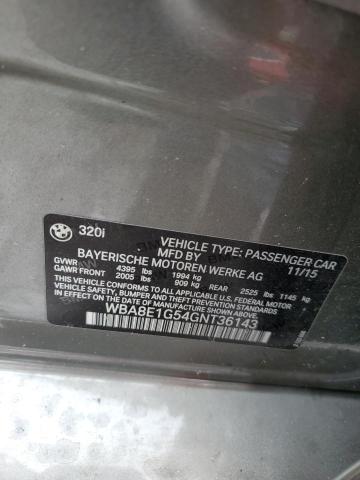 BMW 320i
VEHICLE TYPE: PASSENGER CAR
MFD BY 11/15
BAYERISCHE MOTOREN WERKE AG
GVWR 4395 lbs 1994 kg
GAWR FRONT 2005 lbs 909 kg GAWR REAR 2525 lbs 1145 kg
THIS VEHICLE CONFORMS TO ALL APPLICABLE U.S. FEDERAL MOTOR
VEHICLE SAFETY, BUMPER, AND THEFT PREVENTION STANDARDS
IN EFFECT ON THE DATE OF MANUFACTURE SHOWN ABOVE.
WBA8E1G54GNT36143